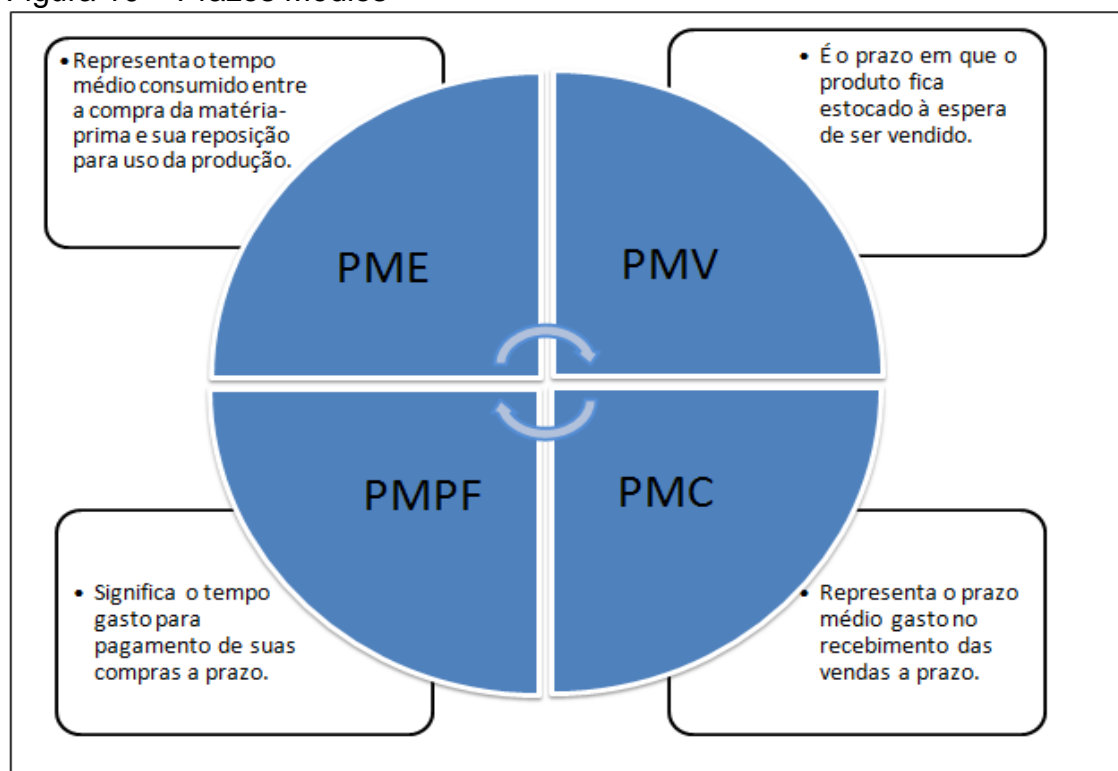 • Representa o tempo
médio consumido entre
a compra da matéria-
prima e sua reposição
para uso da produção.
• É o prazo em que o
produto fica
estocado à espera
de ser vendido.
PME
PMV
PMPF
PMC
• Significa o tempo
gasto para
pagamento de suas
compras a prazo.
• Representa o prazo
médio gasto no
recebimento das
vendas a prazo.